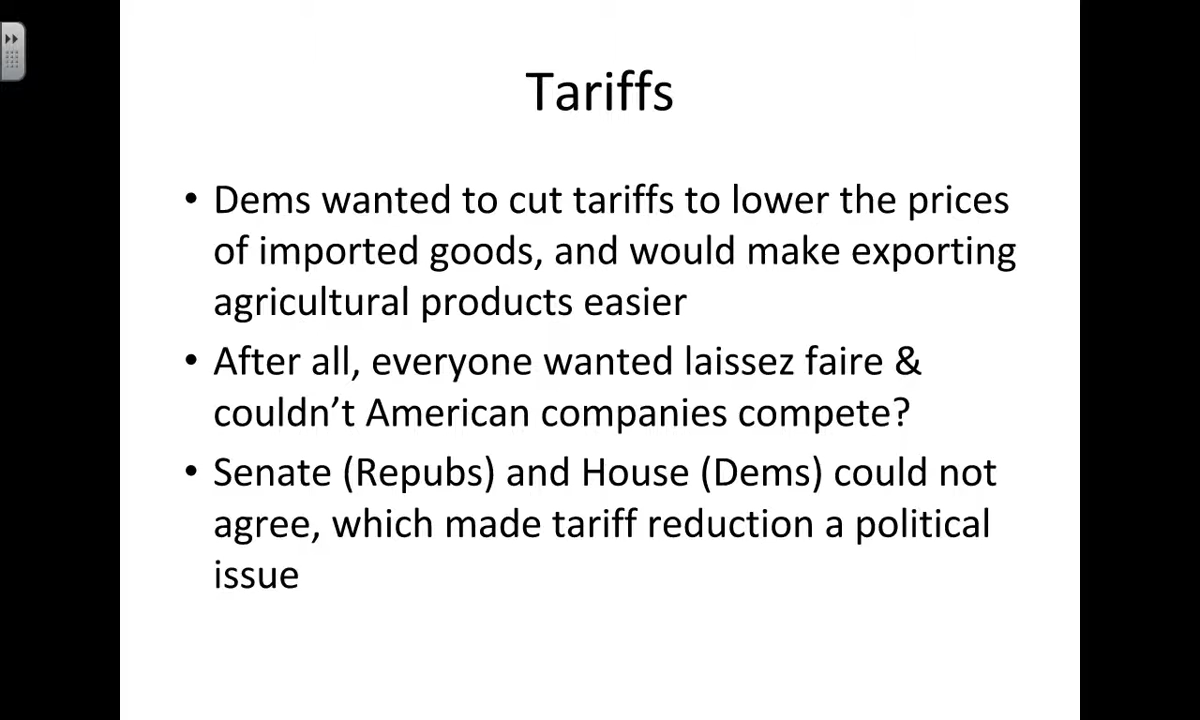 Tariffs
• Dems wanted to cut tariffs to lower the prices
of imported goods, and would make exporting
agricultural products easier
• After all, everyone wanted laissez faire &
couldn’t American companies compete?
• Senate (Repubs) and House (Dems) could not
agree, which made tariff reduction a political
issue